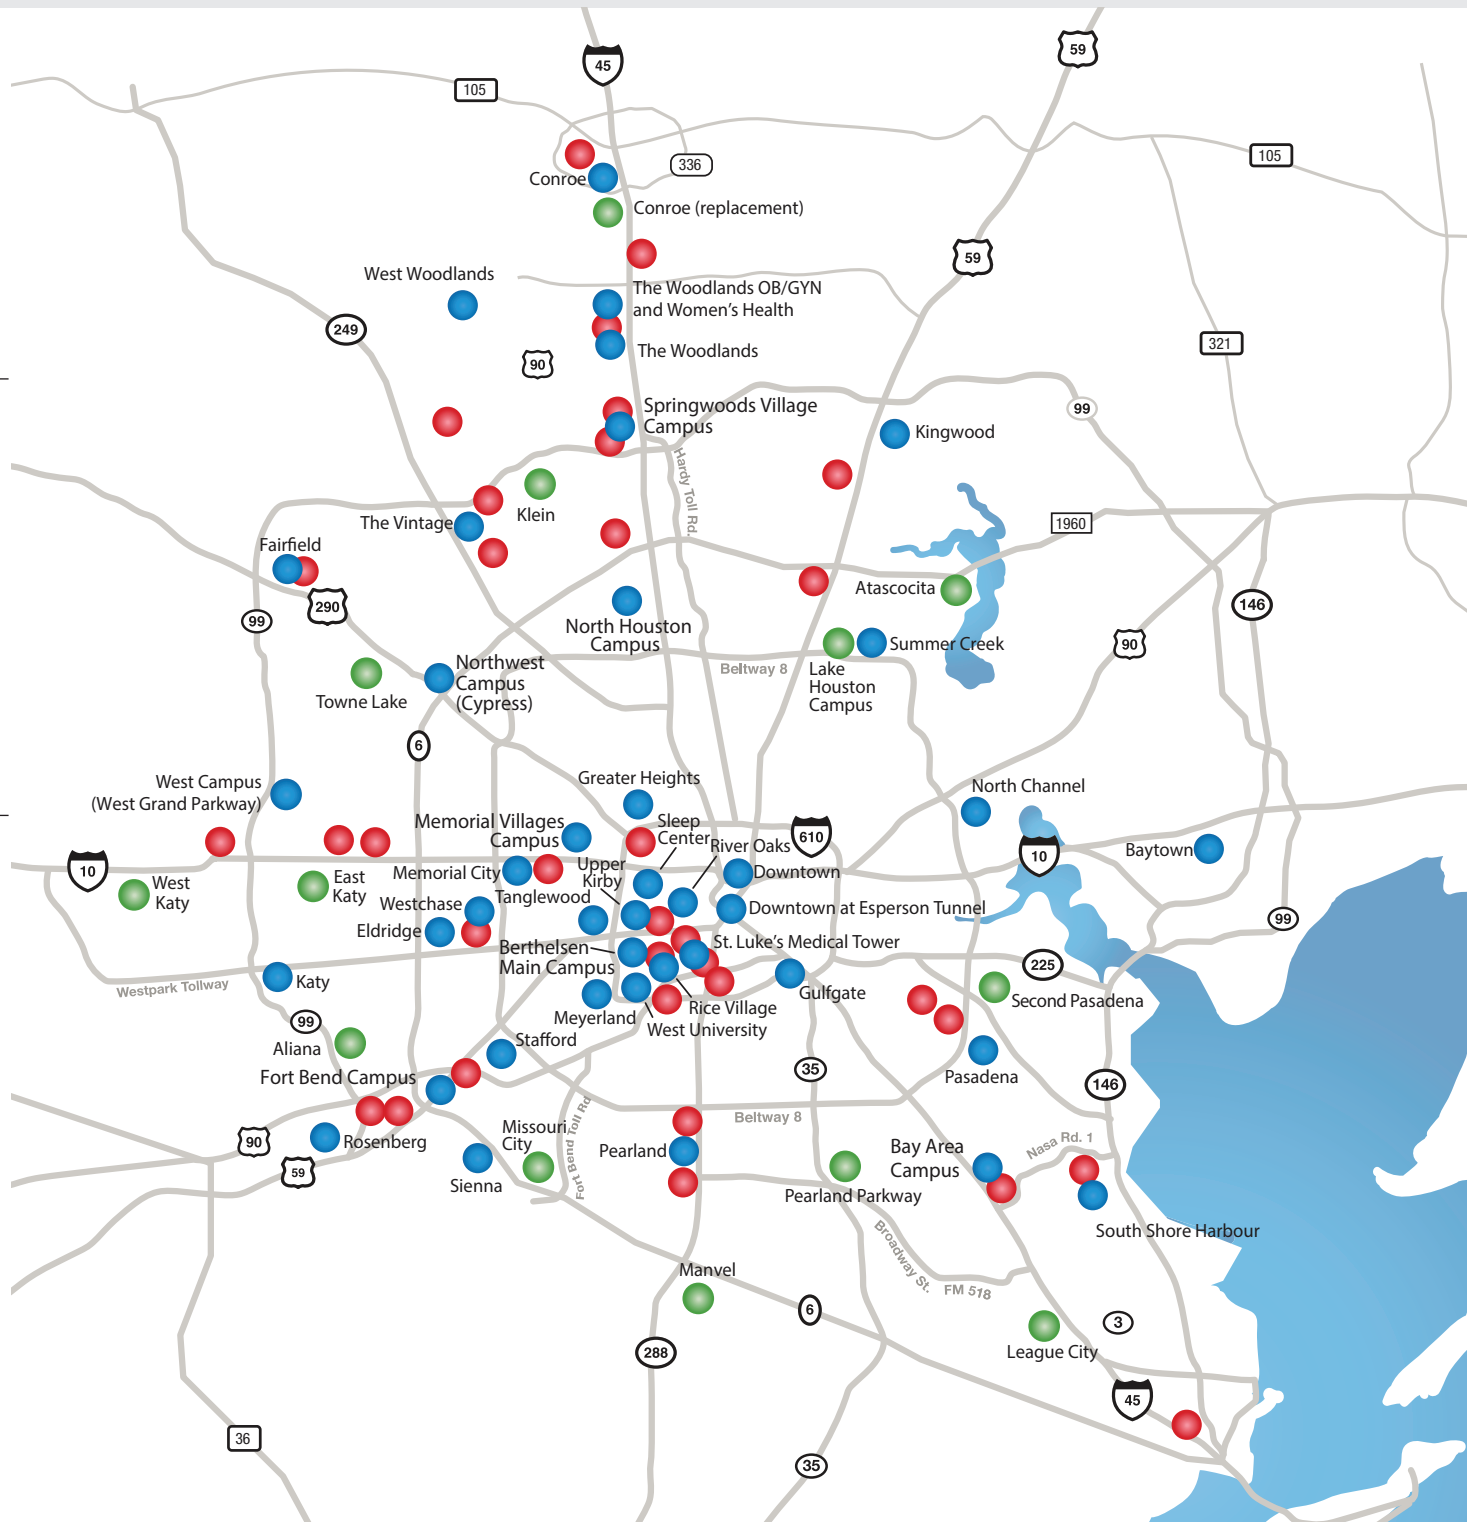 45
59
105
105
336
Conroe
Conroe (replacement)
59
West Woodlands
The Woodlands OB/GYN
and Women's Health
249
The Woodlands
321
90
Springwoods Village
Campus
99
Kingwood
Hardy Toll Rd.
Klein
The Vintage
1960
Fairfield
290
99
Atascocita
146
North Houston
Campus
90
Summer Creek
Beltway 8
Lake
Houston
Campus
Northwest
Campus
(Cypress)
Towne Lake
6
West Campus
(West Grand Parkway)
Greater Heights
North Channel
Memorial Villages
Campus
Sleep
Center
610
River Oaks
10
Baytown
10
Memorial City
Upper
Kirby
Downtown
West
Katy
East
Katy
Tanglewood
Westchase
Downtown at Esperson Tunnel
Eldridge
99
Berthelsen
Main Campus
St. Luke's Medical Tower
225
Katy
Westpark Tollway
Gulfgate
Second Pasadena
Rice Village
Meyerland
West University
99
Aliana
Stafford
Fort Bend Campus
35
Pasadena
146
Beltway 8
90
Rosenberg
59
Missouri
City
Fort Bend Toll Rd
Pearland
Bay Area
Campus
Nasa Rd. 1
Sienna
Pearland Parkway
South Shore Harbour
Broadway St.
FM 518
Manvel
6
3
League City
288
45
36
35